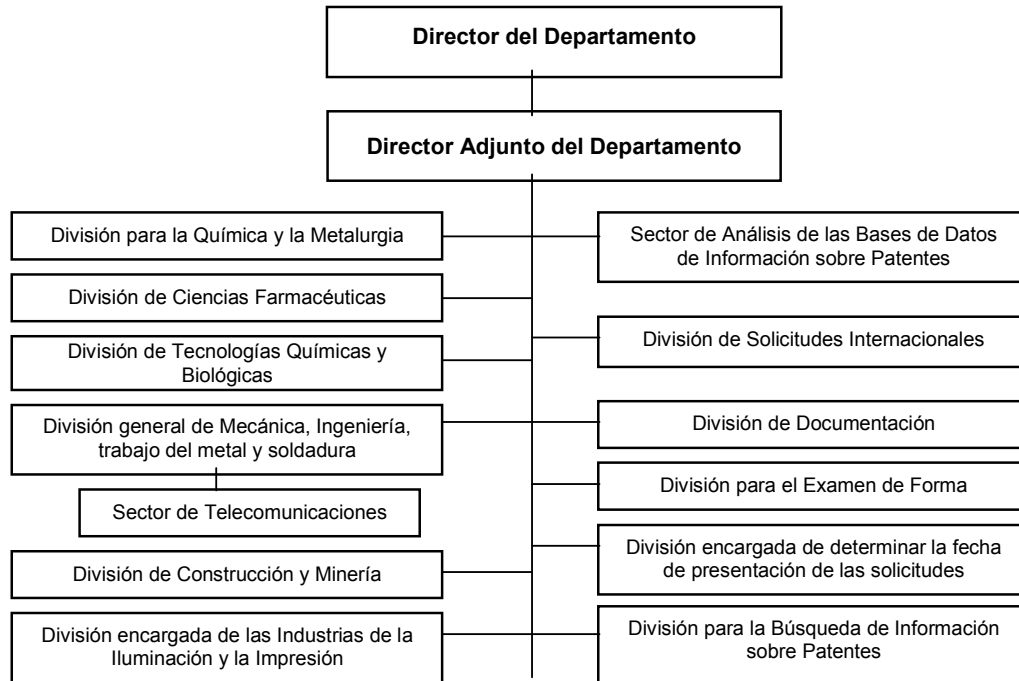 Director del Departamento
Director Adjunto del Departamento
División para la Química y la Metalurgia
División de Ciencias Farmacéuticas
División de Tecnologías Químicas y
Biológicas
División general de Mecánica, Ingeniería,
trabajo del metal y soldadura
Sector de Telecomunicaciones
División de Construcción y Minería
División encargada de las Industrias de la
Iluminación y la Impresión
Sector de Análisis de las Bases de Datos
de Información sobre Patentes
División de Solicitudes Internacionales
División de Documentación
División para el Examen de Forma
División encargada de determinar la fecha
de presentación de las solicitudes
División para la Búsqueda de Información
sobre Patentes